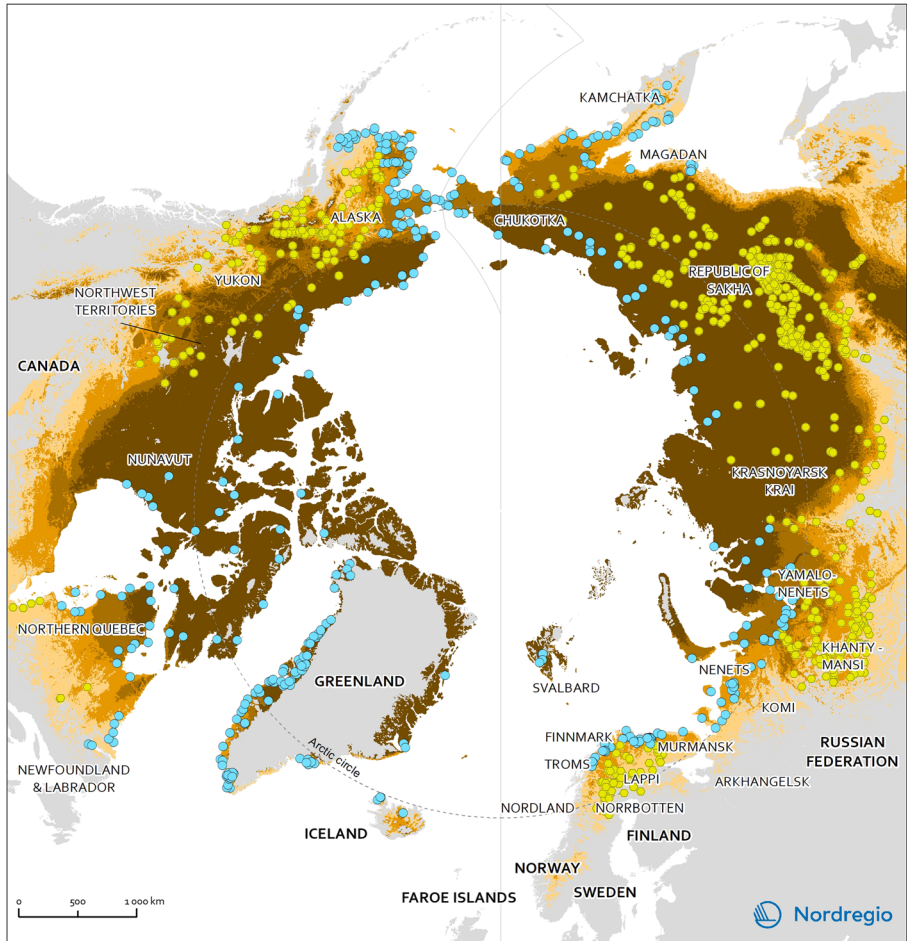 KAMCHATKA
MAGADAN
ALASKA
CHUKOTKA
REPUBLIC OF
SAKHA
YUKON
NORTHWEST
TERRITORIES
CANADA
NUNAVUT
KRASNOYARSK
KRAI
YAMALO-
NENETS
NORTHERN QUEBEC
KHANTY -
MANSI
GREENLAND
SVALBARD
NENETS
KOMI
FINNMARK
MURMANSK
RUSSIAN
FEDERATION
Arctic circle
TROMS
LAPPI
ARKHANGELSK
NEWFOUNDLAND
& LABRADOR
NORDLAND
NORRBOTTEN
ICELAND
FINLAND
NORWAY
SWEDEN
FAROE ISLANDS
0 500 1 000 km
Nordregio